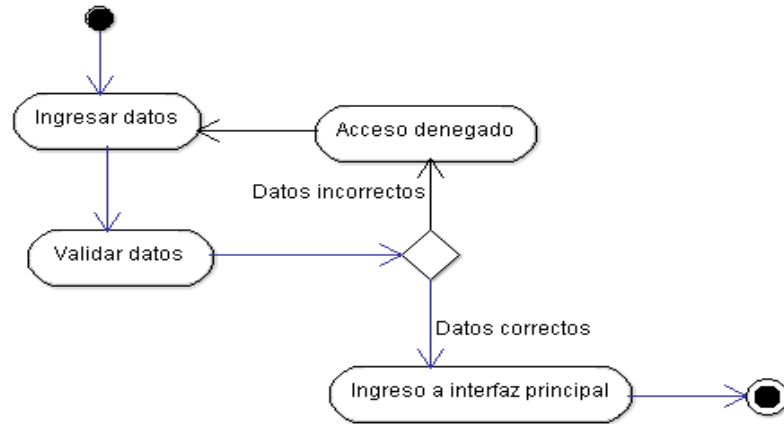 Ingresar datos
Acceso denegado
Datos incorrectos
Validar datos
Datos correctos
Ingreso a interfaz principal